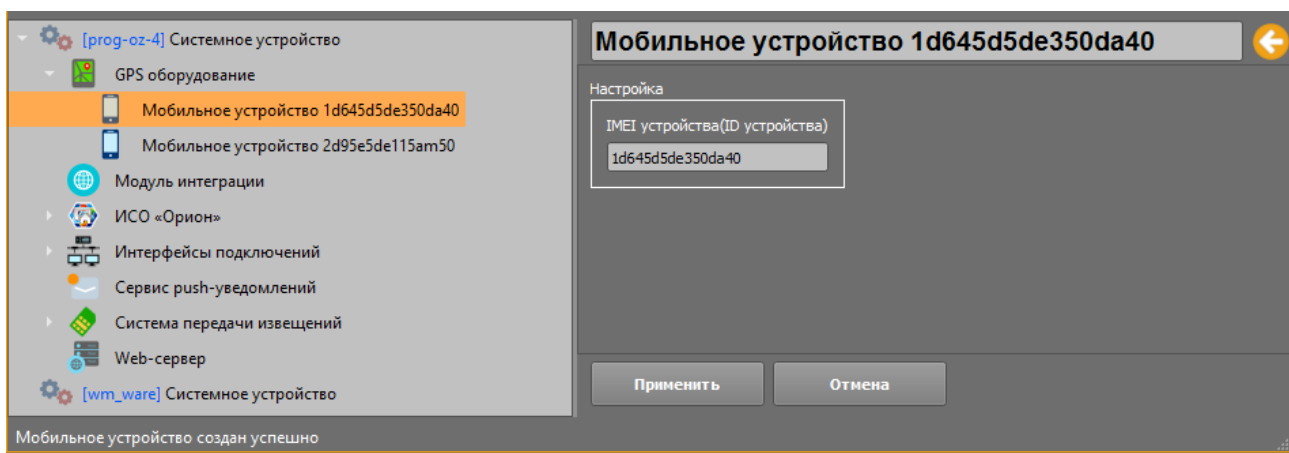 [prog-oz-4] Системное устройство
GPS оборудование
Мобильное устройство 1d645d5de350da40
Мобильное устройство 2d95e5de115am50
Модуль интеграции
ИСО «Орион»
Интерфейсы подключений
Сервис push-уведомлений
Система передачи извещений
Web-сервер
[wm_ware] Системное устройство
Мобильное устройство 1d645d5de350da40
Настройка
IMEI устройства(ID устройства)
1d645d5de350da40
Применить Отмена
Мобильное устройство создан успешно